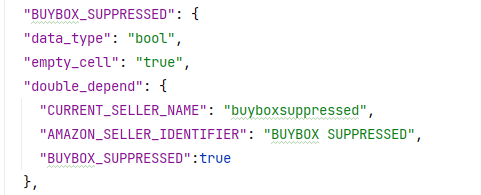 "BUYBOX_SUPPRESSED": {
"data_type": "bool",
"empty_cell": "true",
"double_depend": {
"CURRENT_SELLER_NAME": "buyboxsuppressed",
"AMAZON_SELLER_IDENTIFIER": "BUYBOX SUPPRESSED",
"BUYBOX_SUPPRESSED":true
},